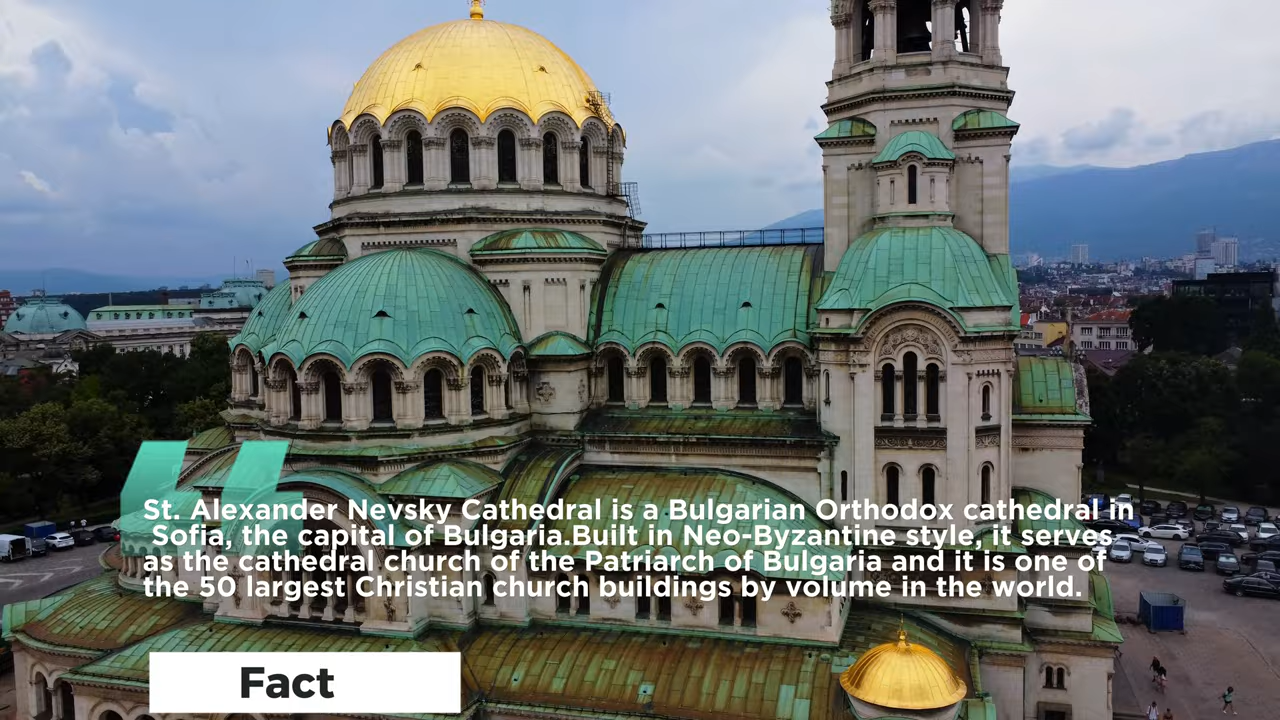 St. Alexander Nevsky Cathedral is a Bulgarian Orthodox cathedral in
Sofia, the capital of Bulgaria.Built in Neo-Byzantine style, it serves
as the cathedral church of the Patriarch of Bulgaria and it is one of
the 50 largest Christian church buildings by volume in the world.
Fact